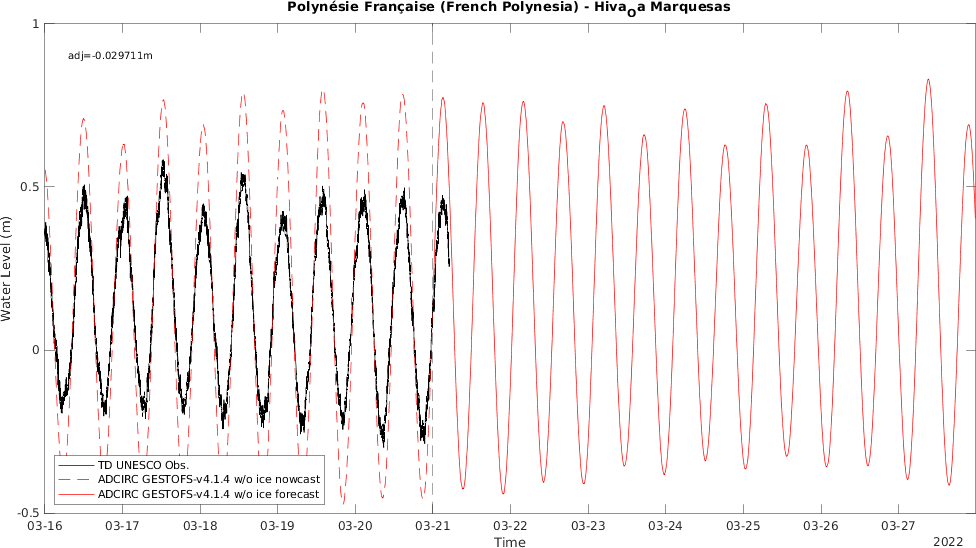 Polynésie Française (French Polynesia) - HivaOa Marquesas
adj=-0.029711m
Water Level (m)
1
0.5
0
-0.5
TD UNESCO Obs.
ADCIRC GESTOFS-v4.1.4 w/o ice nowcast
ADCIRC GESTOFS-v4.1.4 w/o ice forecast
03-16 03-17 03-18 03-19 03-20 03-21 03-22 03-23 03-24 03-25 03-26 03-27
Time
2022